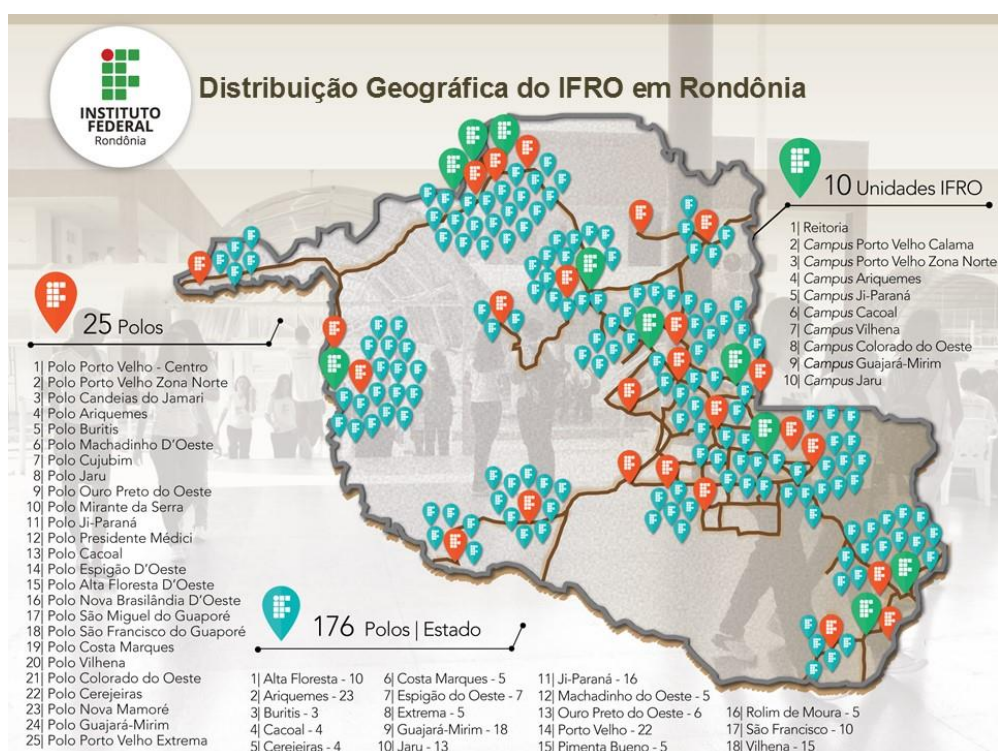 INSTITUTO
FEDERAL
Rondônia
Distribuição Geográfica do IFRO em Rondônia
10 Unidades IFRO
1| Reitoria
2| Campus Porto Velho Calama
3| Campus Porto Velho Zona Norte
4| Campus Ariquemes
5| Campus Ji-Paraná
6| Campus Cacoal
7| Campus Vilhena
8| Campus Colorado do Oeste
9| Campus Guajará-Mirim
10| Campus Jaru
25 Polos
1| Polo Porto Velho - Centro
2| Polo Porto Velho Zona Norte
3| Polo Candeias do Jamari
4| Polo Ariquemes
5| Polo Buritis
6| Polo Machadinho D'Oeste
7| Polo Cujubim
8| Polo Jaru
9| Polo Ouro Preto do Oeste
10| Polo Mirante da Serra
11| Polo Ji-Paraná
12| Polo Presidente Médici
13| Polo Cacoal
14| Polo Espigão D'Oeste
15| Polo Alta Floresta D'Oeste
16| Polo Nova Brasilândia D'Oeste
17| Polo São Miguel do Guaporé
18| Polo São Francisco do Guaporé
19| Polo Costa Marques
20| Polo Vilhena
21| Polo Colorado do Oeste
22| Polo Cerejeiras
23| Polo Nova Mamoré
24| Polo Guajará-Mirim
25| Polo Porto Velho Extrema
176 Polos | Estado
1| Alta Floresta - 10
2| Ariquemes - 23
3| Buritis - 3
4| Cacoal - 4
5| Cerejeiras - 4
6| Costa Marques - 5
7| Espigão do Oeste - 7
8| Extrema - 5
9| Guajará-Mirim - 18
10| Jaru - 13
11| Ji-Paraná - 16
12| Machadinho do Oeste - 5
13| Ouro Preto do Oeste - 6
14| Porto Velho - 22
15| Pimenta Bueno - 5
16| Rolim de Moura - 5
17| São Francisco - 10
18| Vilhena - 15